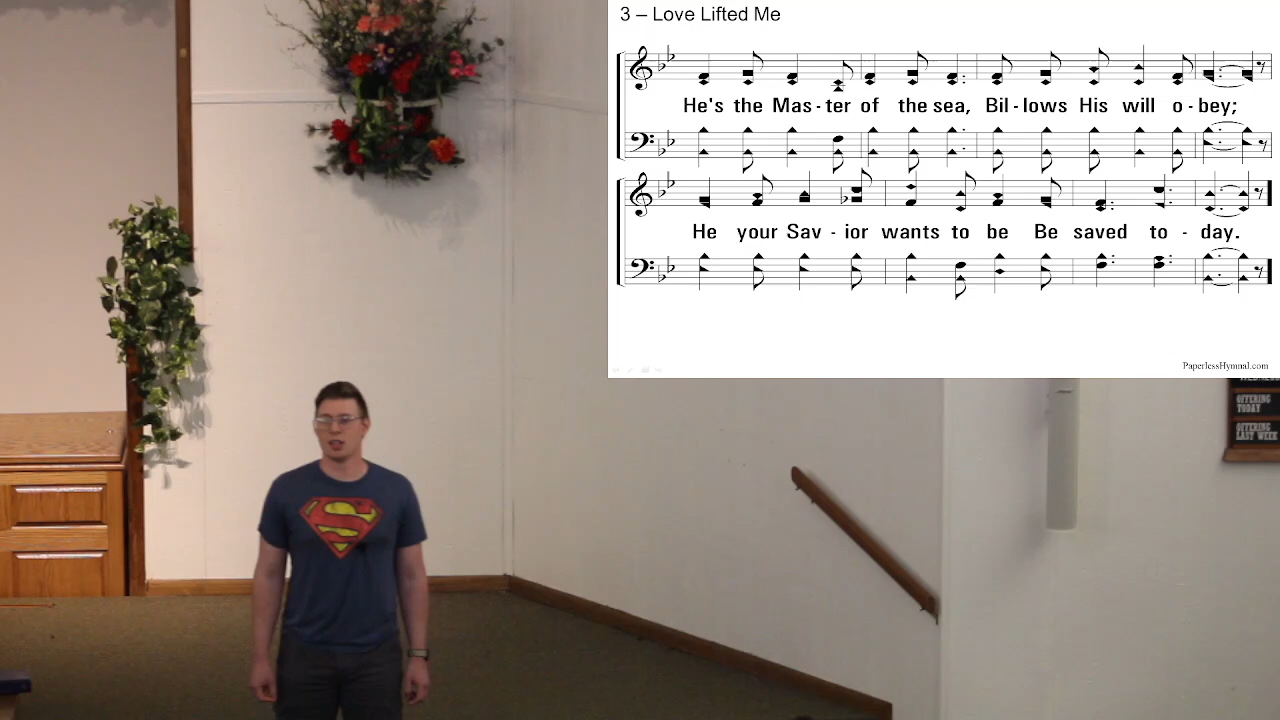 3 – Love Lifted Me
He's the Mas - ter of the sea, Bil - lows His will o - bey;
He your Sav - ior wants to be Be saved to - day.
PaperlessHymnal.com
OFFERING
TODAY
OFFERING
LAST WEEK
S